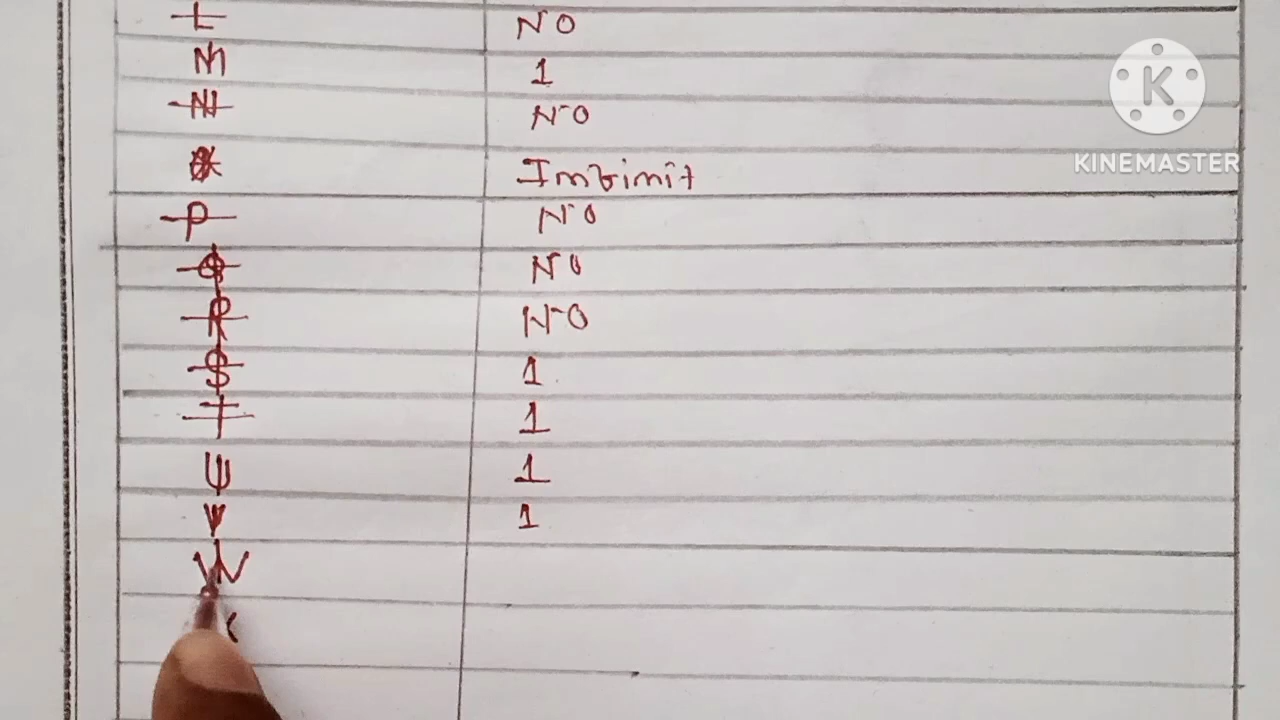 L NO
M 1
N NO
O Infinit
P NO
Q NO
R NO
S 1
T 1
U 1
V 1
W
K
KINEMASTER